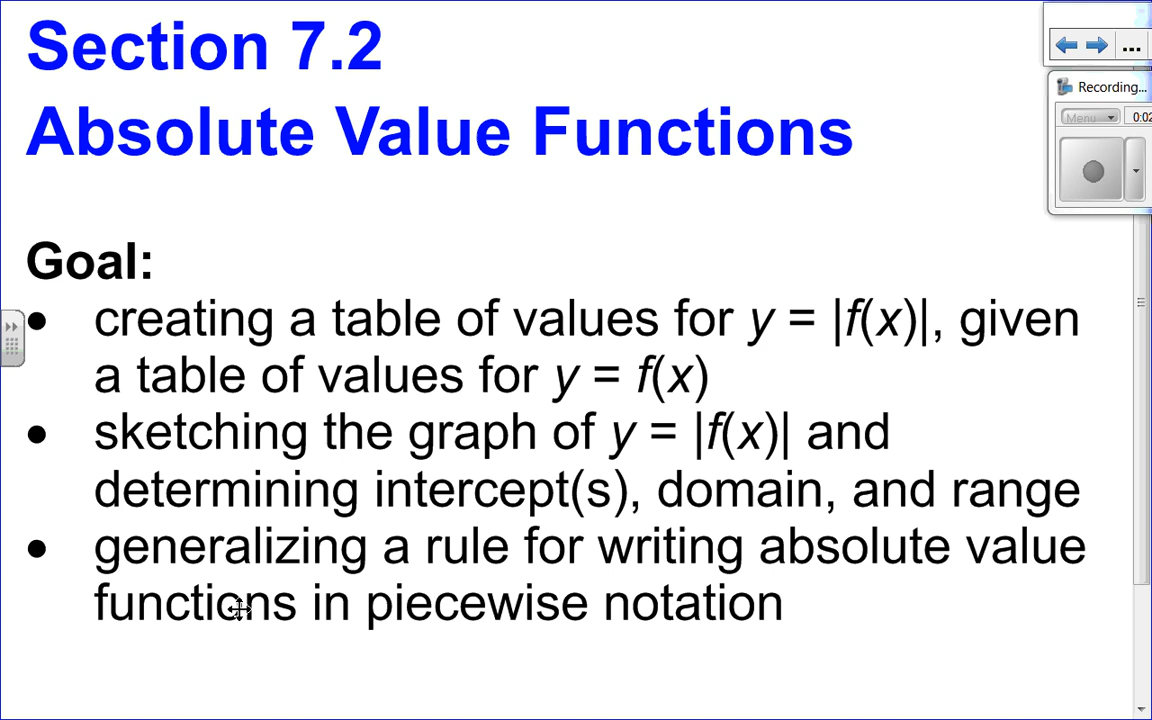 Section 7.2
Absolute Value Functions
Goal:
• creating a table of values for y = |f(x)|, given
a table of values for y = f(x)
• sketching the graph of y = |f(x)| and
determining intercept(s), domain, and range
• generalizing a rule for writing absolute value
functions in piecewise notation
...
Recording...
Menu
0:02